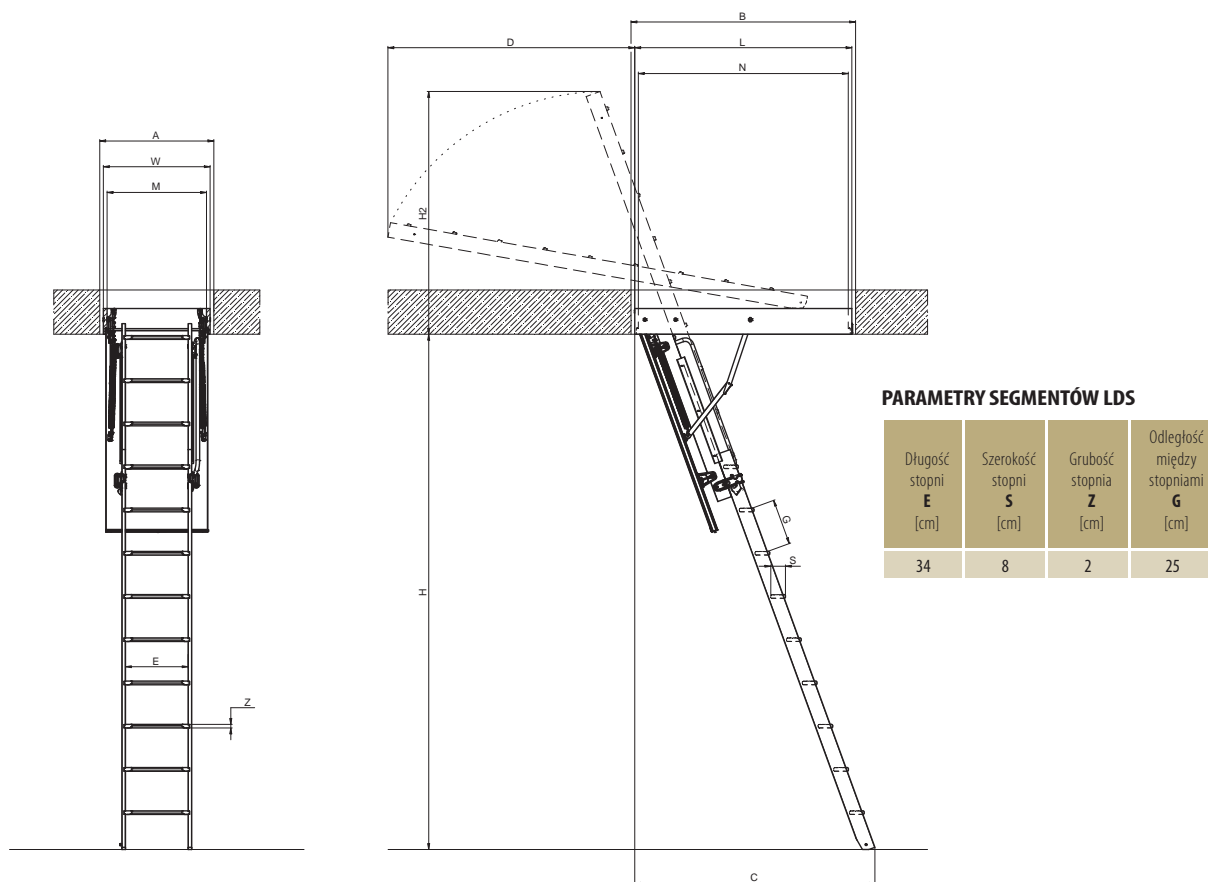 B
D
L
N
A
W
M
H2
PARAMETRY SEGMENTÓW LDS
Długość
stopni
E
[cm]
Szerokość
stopni
S
[cm]
Grubość
stopnia
Z
[cm]
Odległość
między
stopniami
G
[cm]
34
8
2
25
G
S
H
E
Z
C